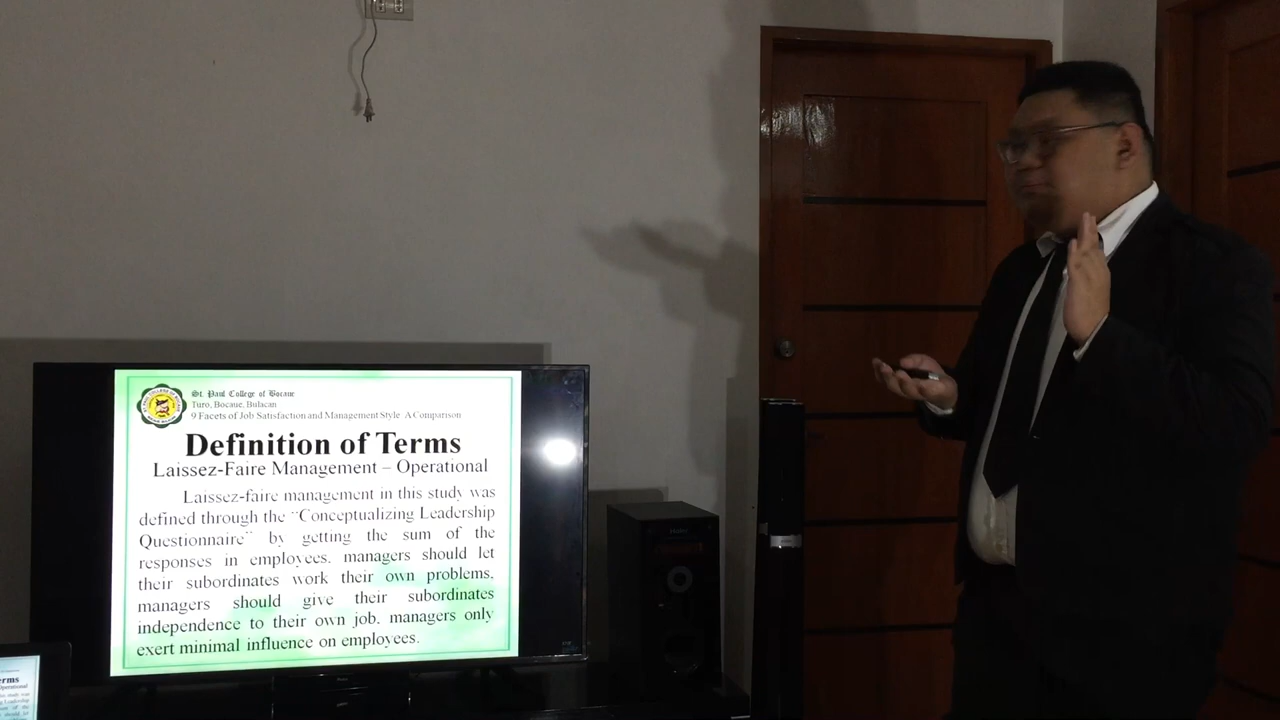 St. Paul College of Bocaue
Turo, Bocaue, Bulacan
9 Facets of Job Satisfaction and Management Style A Comparison
Definition of Terms
Laissez-Faire Management – Operational
Laissez-faire management in this study was
defined through the "Conceptualizing Leadership
Questionnaire" by getting the sum of the
responses in employees. managers should let
their subordinates work their own problems.
managers should give their subordinates
independence to their own job. managers only
exert minimal influence on employees.
rms
Operational